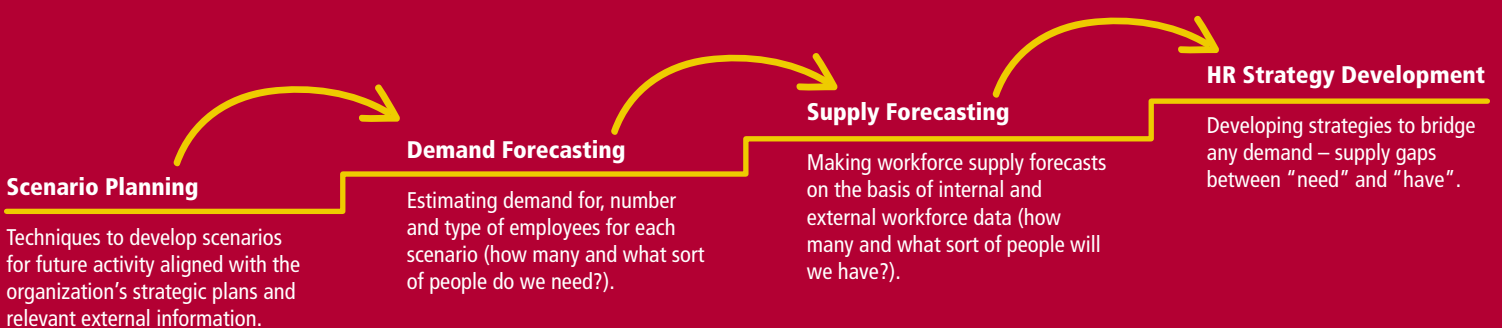 Scenario Planning
Techniques to develop scenarios
for future activity aligned with the
organization’s strategic plans and
relevant external information.
Demand Forecasting
Estimating demand for, number
and type of employees for each
scenario (how many and what sort
of people do we need?).
Supply Forecasting
Making workforce supply forecasts
on the basis of internal and
external workforce data (how
many and what sort of people will
we have?).
HR Strategy Development
Developing strategies to bridge
any demand – supply gaps
between “need” and “have”.